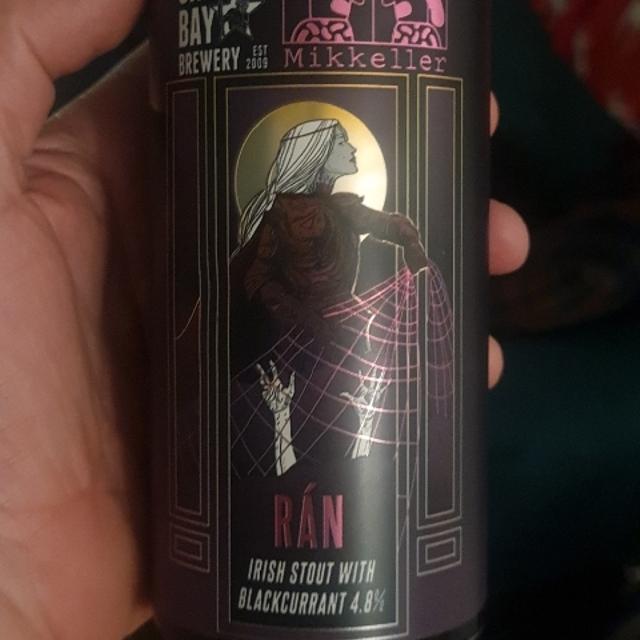 BAY
BREWERY EST
2009
Mikkeller
RÁN
IRISH STOUT WITH
BLACKCURRANT 4.8%